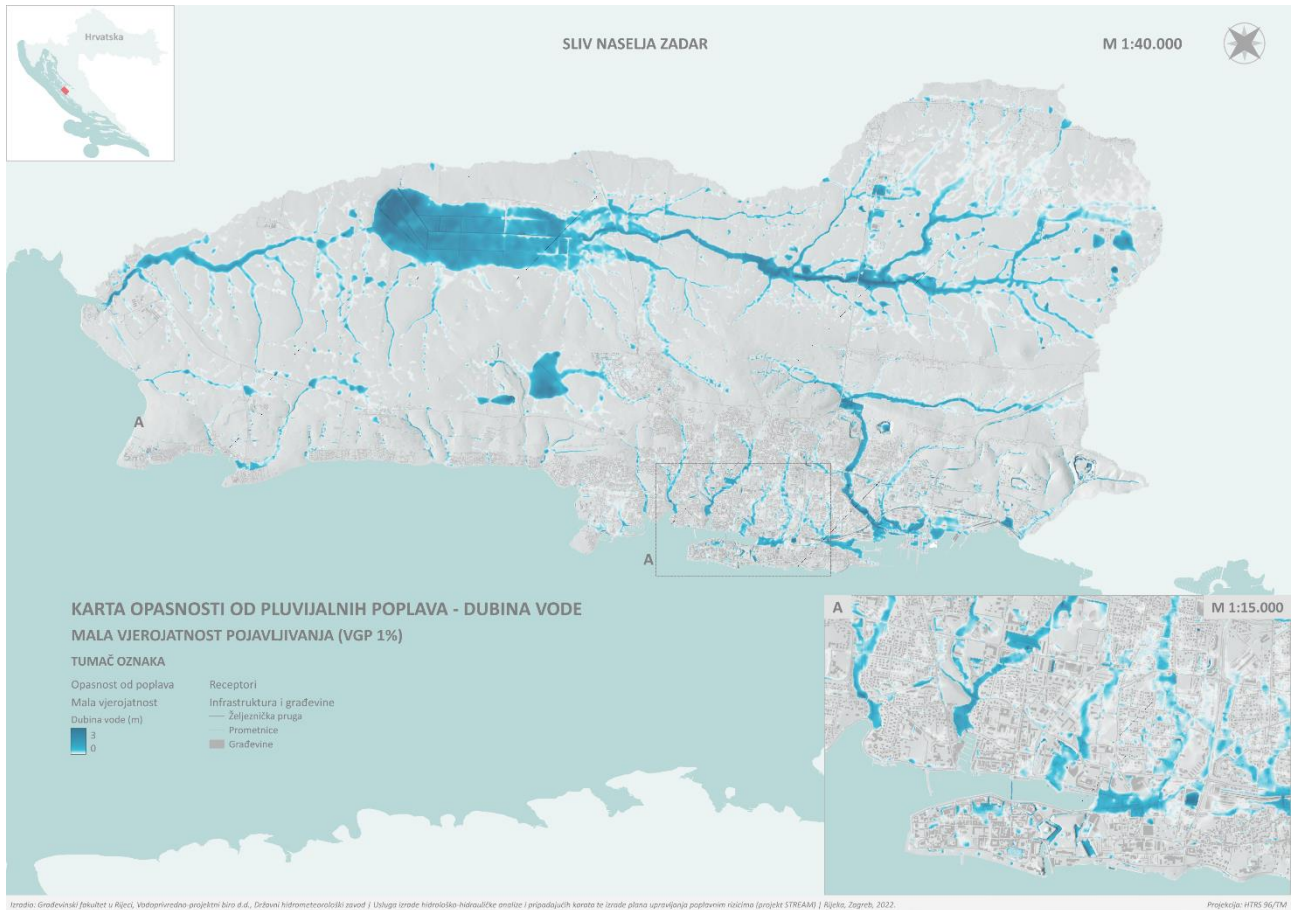 Hrvatska
SLIV NASELJA ZADAR
M 1:40.000
A
A
KARTA OPASNOSTI OD PLUVIJALNIH POPLAVA - DUBINA VODE
MALA VJEROJATNOST POJAVLJIVANJA (VGP 1%)
TUMAČ OZNAKA
Opasnost od poplava
Receptori
Mala vjerojatnost
Infrastruktura i građevine
Dubina vode (m)
Željeznička pruga
3
Prometnice
0
Građevine
A
M 1:15.000
Izradio: Građevinski fakultet u Rijeci, Vodoprivredno-projektni biro d.d., Državni hidrometeorološki zavod | Usluga izrade hidrološko-hidrauličke analize i pripadajućih karata te izrade plana upravljanja poplavnim rizicima (projekt STREAM) | Rijeka, Zagreb, 2022.
Projekcija: HTRS 96/TM